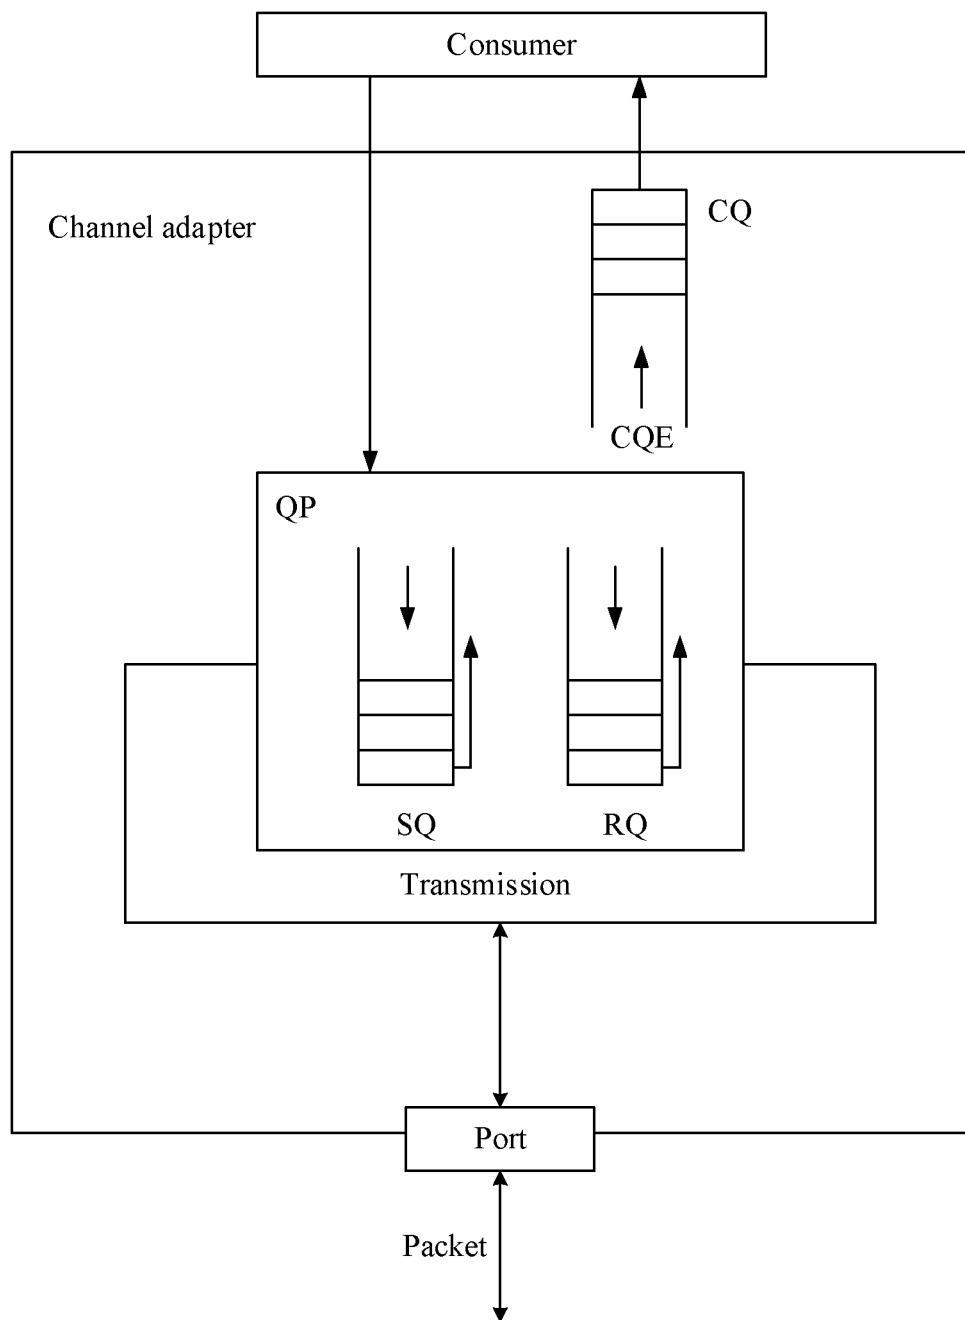 Consumer
CQ
Channel adapter
CQE
QP
SQ
RQ
Transmission
Port
Packet